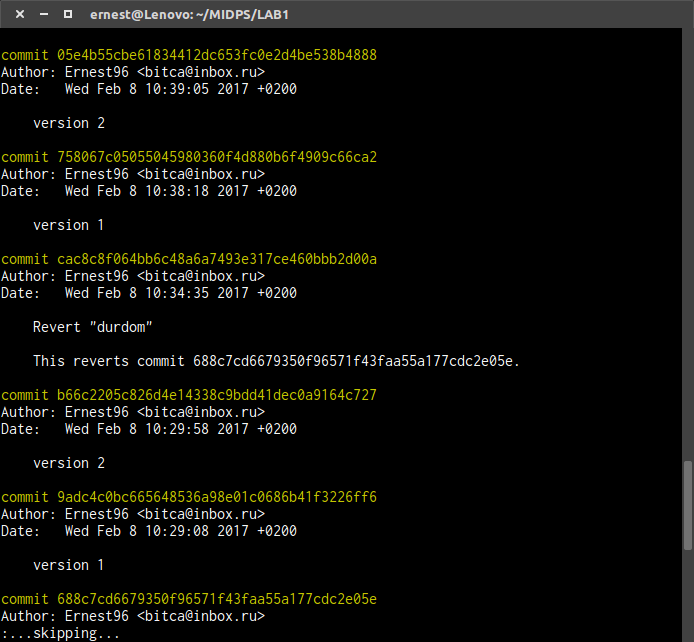 ernest@Lenovo: ~/MIDPS/LAB1
commit 05e4b55cbe61834412dc653fc0e2d4be538b4888
Author: Ernest96 <bitca@inbox.ru>
Date:   Wed Feb 8 10:39:05 2017 +0200
version 2
commit 758067c05055045980360f4d880b6f4909c66ca2
Author: Ernest96 <bitca@inbox.ru>
Date:   Wed Feb 8 10:38:18 2017 +0200
version 1
commit cac8c8f064bb6c48a6a7493e317ce460bbb2d00a
Author: Ernest96 <bitca@inbox.ru>
Date:   Wed Feb 8 10:34:35 2017 +0200
Revert "durdom"
This reverts commit 688c7cd6679350f96571f43faa55a177cdc2e05e.
commit b66c2205c826d4e14338c9bdd41dec0a9164c727
Author: Ernest96 <bitca@inbox.ru>
Date:   Wed Feb 8 10:29:58 2017 +0200
version 2
commit 9adc4c0bc665648536a98e01c0686b41f3226ff6
Author: Ernest96 <bitca@inbox.ru>
Date:   Wed Feb 8 10:29:08 2017 +0200
version 1
commit 688c7cd6679350f96571f43faa55a177cdc2e05e
Author: Ernest96 <bitca@inbox.ru>
:...skipping...